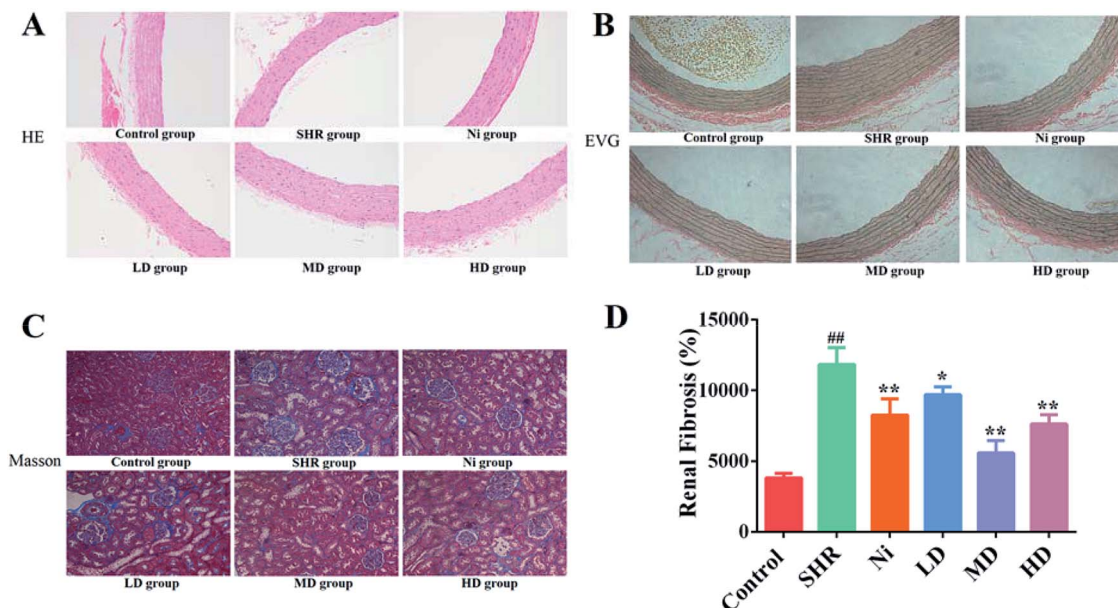 A
HE
Control group
SHR group
Ni group
LD group
MD group
HD group
B
EVG
Control group
SHR group
Ni group
LD group
MD group
HD group
C
Masson
Control group
SHR group
Ni group
LD group
MD group
HD group
D
Renal Fibrosis (%)
15000
10000
5000
0
##
**
*
**
**
Control
SHR
Ni
LD
MD
HD